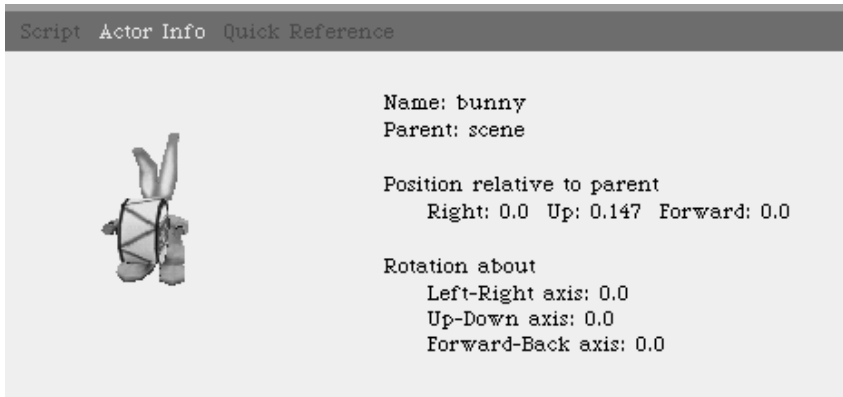 Script Actor Info Quick Reference
Name: bunny
Parent: scene
Position relative to parent
Right: 0.0 Up: 0.147 Forward: 0.0
Rotation about
Left-Right axis: 0.0
Up-Down axis: 0.0
Forward-Back axis: 0.0